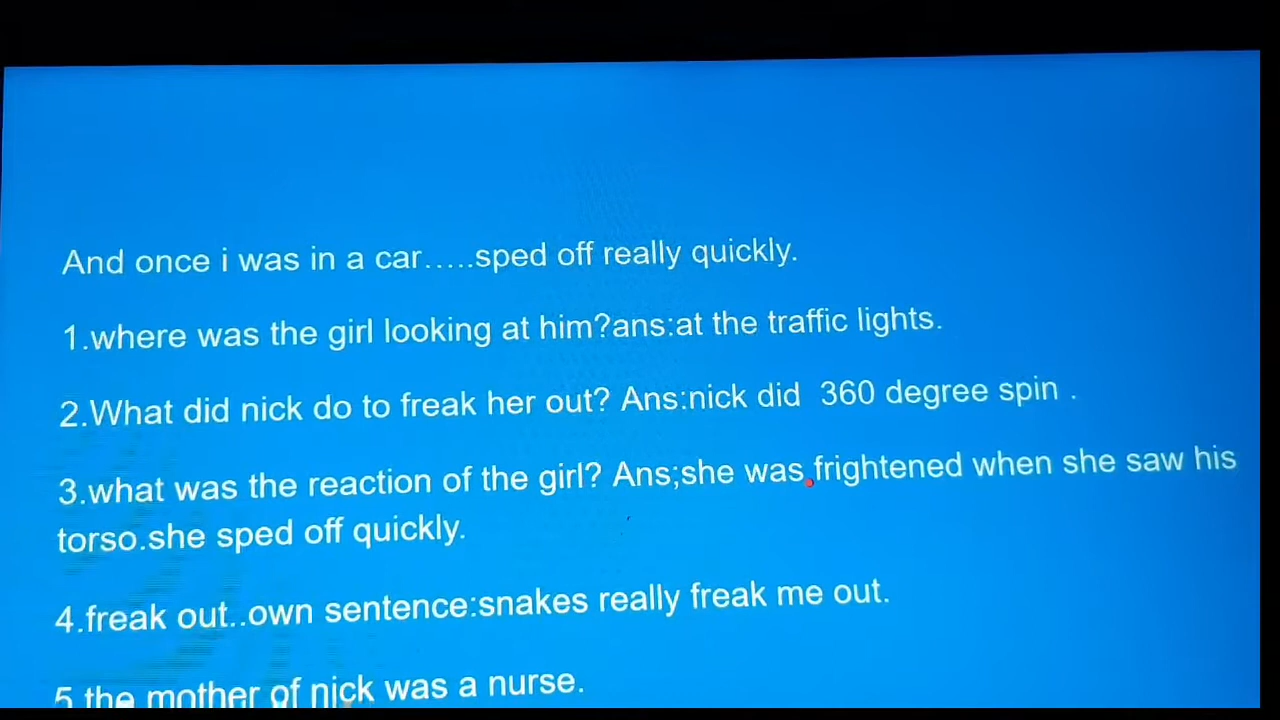 And once i was in a car.....sped off really quickly.
1.where was the girl looking at him?ans:at the traffic lights.
2.What did nick do to freak her out? Ans:nick did 360 degree spin .
3.what was the reaction of the girl? Ans;she was frightened when she saw his
torso.she sped off quickly.
4.freak out..own sentence:snakes really freak me out.
5.the mother of nick was a nurse.